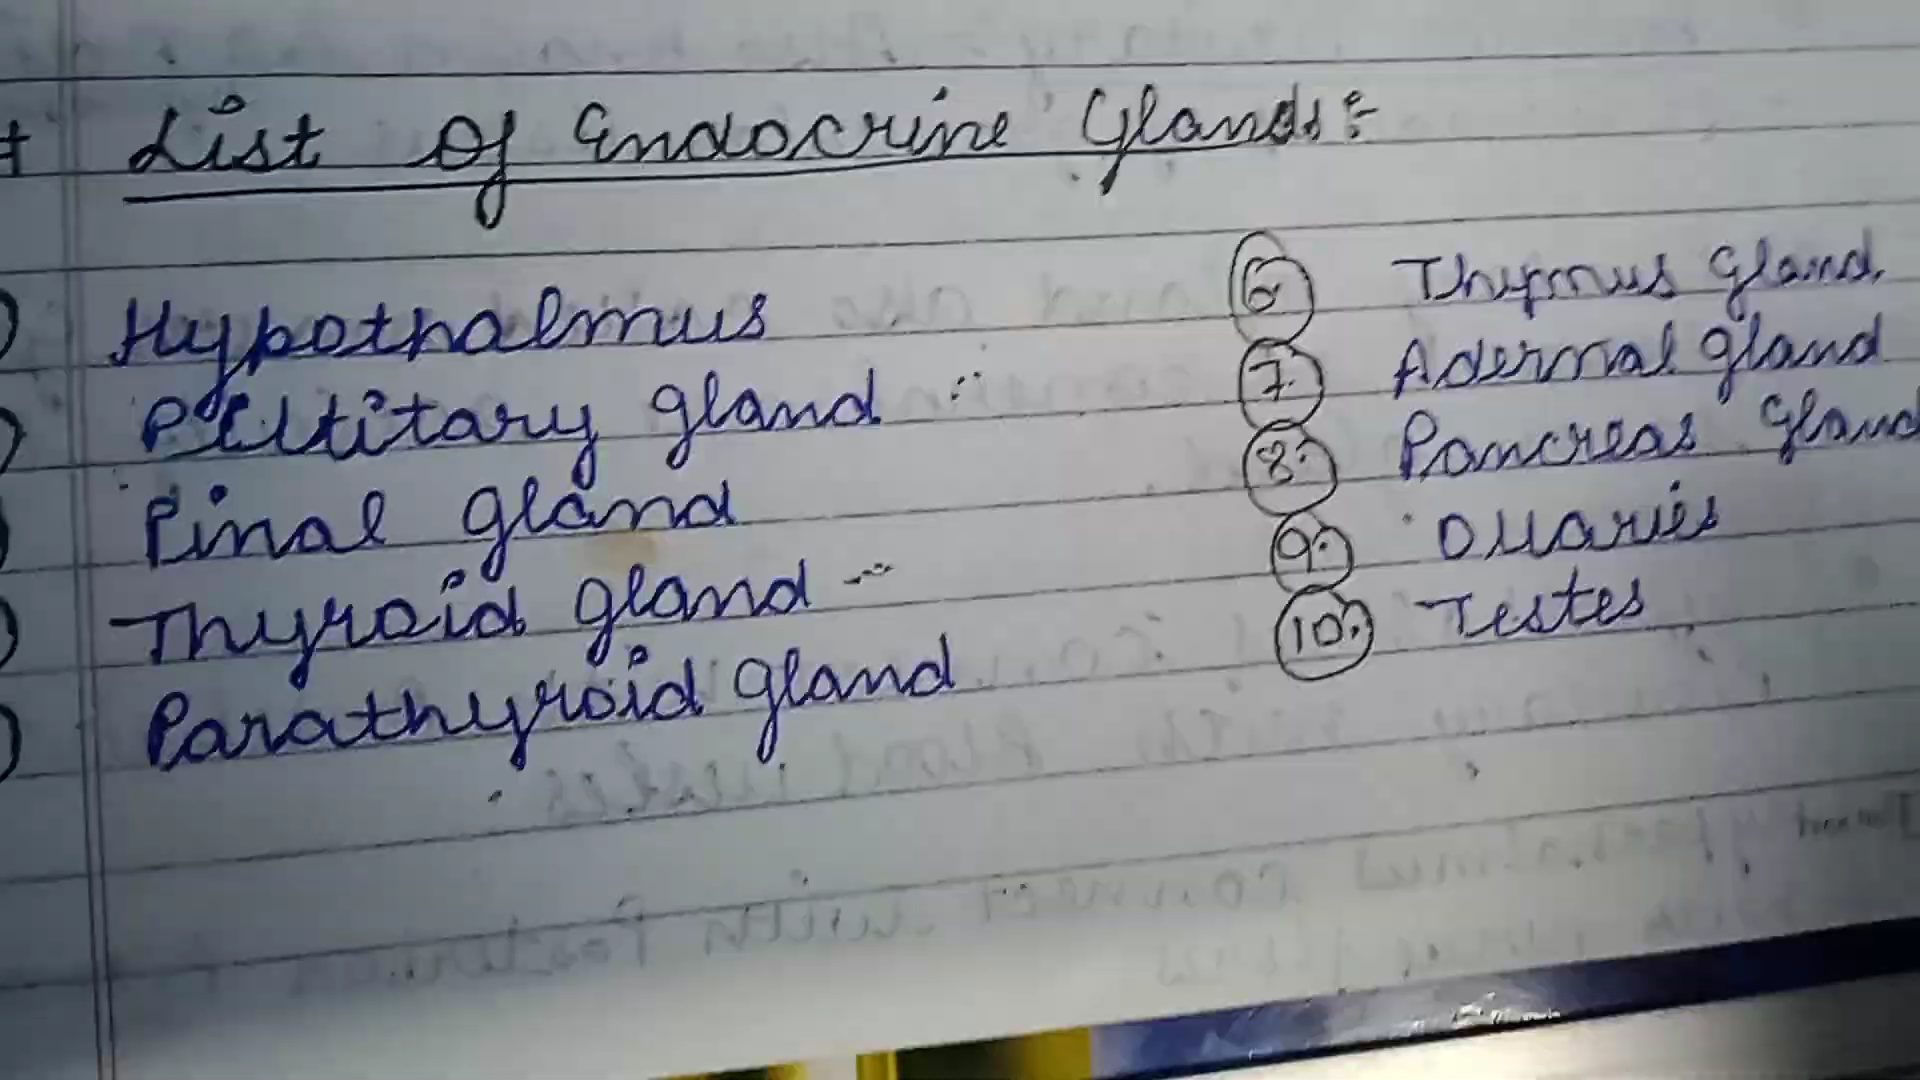 # List of Endocrine Glands:-
Hypothalmus
Pitutitary gland
Pinal gland
Thyroid gland
Parathyroid gland
6. Thymus gland.
7. Adernal gland
8. Pancreas gland
9. Ovaries
10. Testes